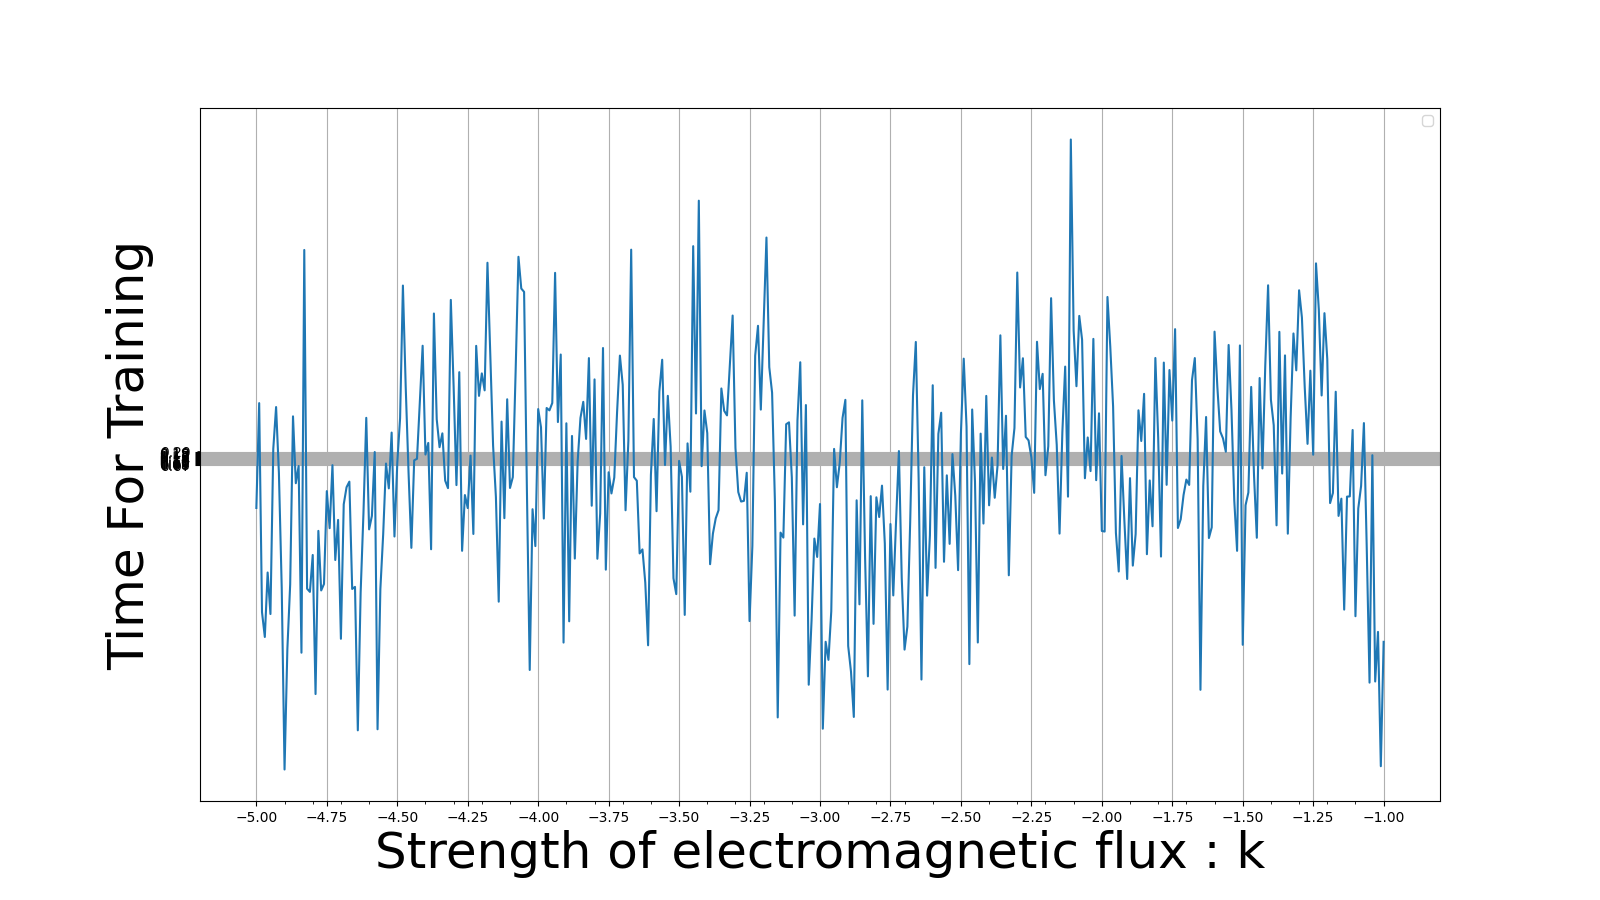 Time For Training
−5.00 −4.75 −4.50 −4.25 −4.00 −3.75 −3.50 −3.25 −3.00 −2.75 −2.50 −2.25 −2.00 −1.75 −1.50 −1.25 −1.00
Strength of electromagnetic flux : k